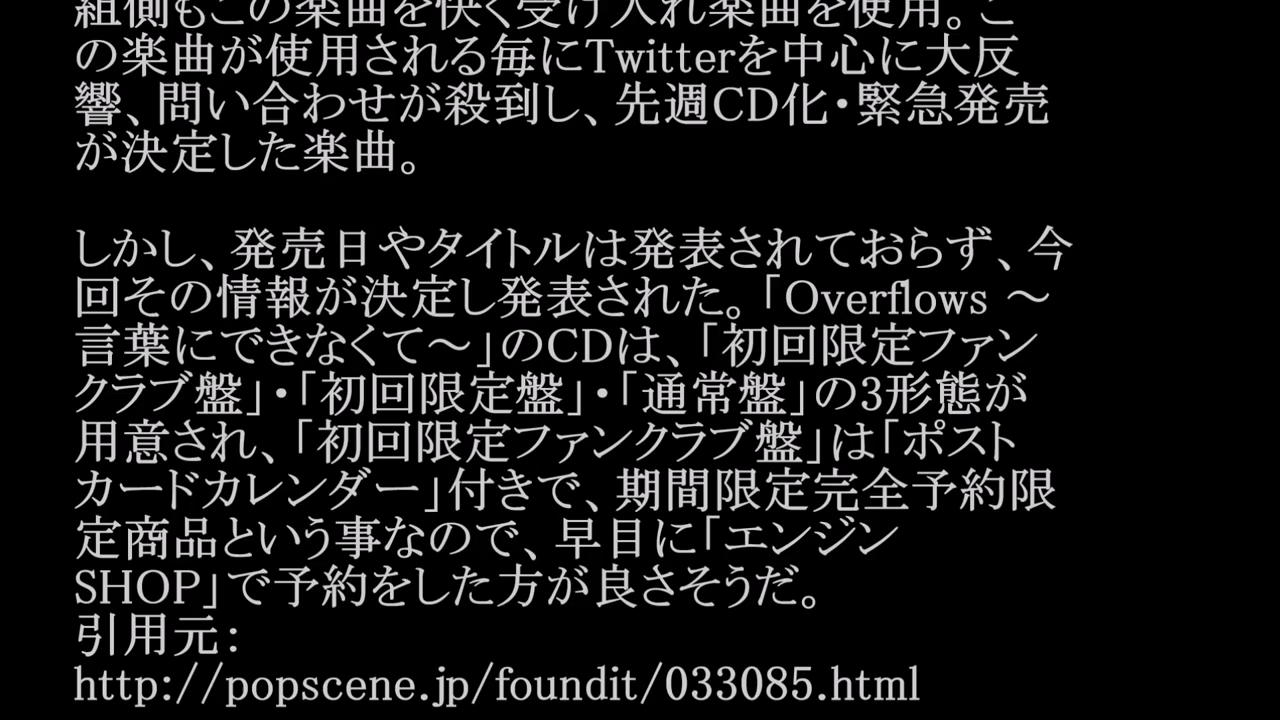 組側もこの楽曲を快く受け入れ楽曲を使用。こ
の楽曲が使用される毎にTwitterを中心に大反
響、問い合わせが殺到し、先週CD化・緊急発売
が決定した楽曲。
しかし、発売日やタイトルは発表されておらず、今
回その情報が決定し発表された。「Overflows ～
言葉にできなくて～」のCDは、「初回限定ファン
クラブ盤」・「初回限定盤」・「通常盤」の3形態が
用意され、「初回限定ファンクラブ盤」は「ポスト
カードカレンダー」付きで、期間限定完全予約限
定商品という事なので、早目に「エンジン
SHOP」で予約をした方が良さそうだ。
引用元：
http://popscene.jp/foundit/033085.html